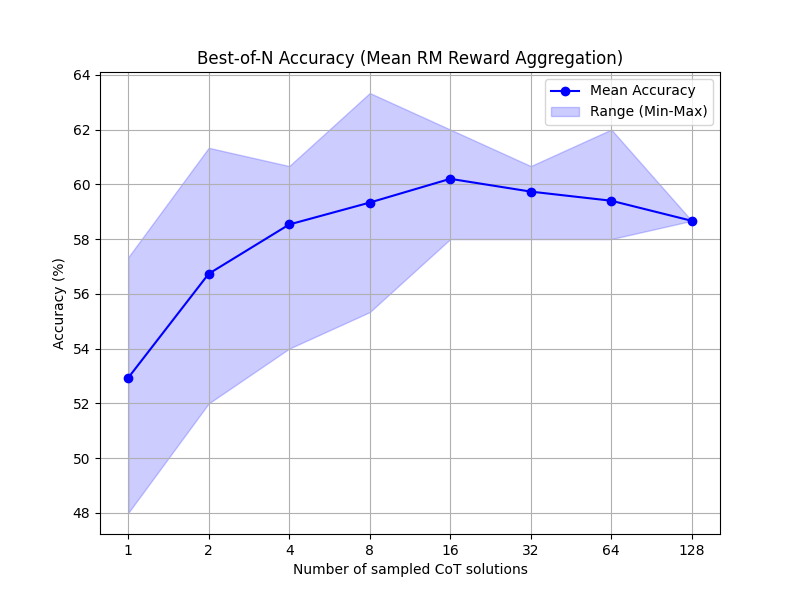 Best-of-N Accuracy (Mean RM Reward Aggregation)
Mean Accuracy
Range (Min-Max)
Accuracy (%)
64
62
60
58
56
54
52
50
48
1 2 4 8 16 32 64 128
Number of sampled CoT solutions